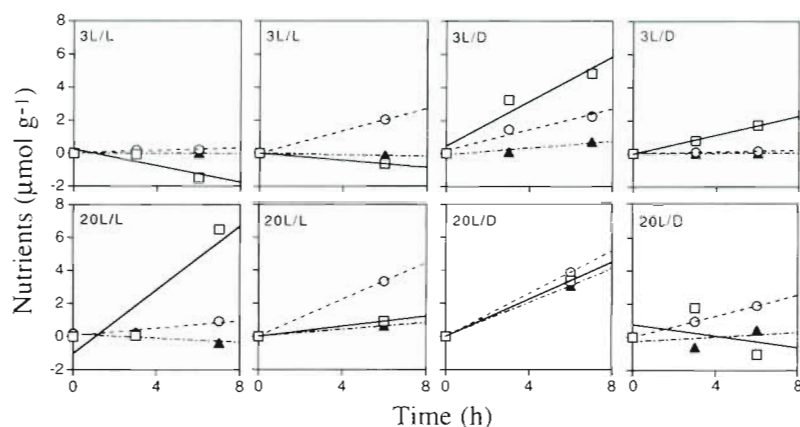 3L/L 3L/L 3L/D 3L/D
8
6
4
2
0
-2
20L/L 20L/L 20L/D 20L/D
8
6
4
2
0
-2
0 4 8 0 4 8 0 4 8 0 4 8
Nutrients (μmol g⁻¹)
Time (h)